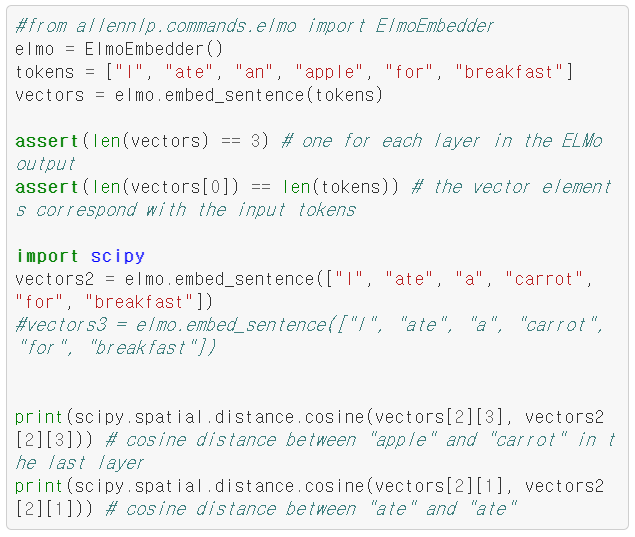 #from allennlp.commands.elmo import ElmoEmbedder
elmo = ElmoEmbedder()
tokens = ["I", "ate", "an", "apple", "for", "breakfast"]
vectors = elmo.embed_sentence(tokens)
assert(len(vectors) == 3) # one for each layer in the ELMo
output
assert(len(vectors[0]) == len(tokens)) # the vector element
s correspond with the input tokens
import scipy
vectors2 = elmo.embed_sentence(["I", "ate", "a", "carrot",
"for", "breakfast"])
#vectors3 = elmo.embed_sentence(["I", "ate", "a", "carrot",
"for", "breakfast"])
print(scipy.spatial.distance.cosine(vectors[2][3], vectors2
[2][3])) # cosine distance between "apple" and "carrot" in t
he last layer
print(scipy.spatial.distance.cosine(vectors[2][1], vectors2
[2][1])) # cosine distance between "ate" and "ate"